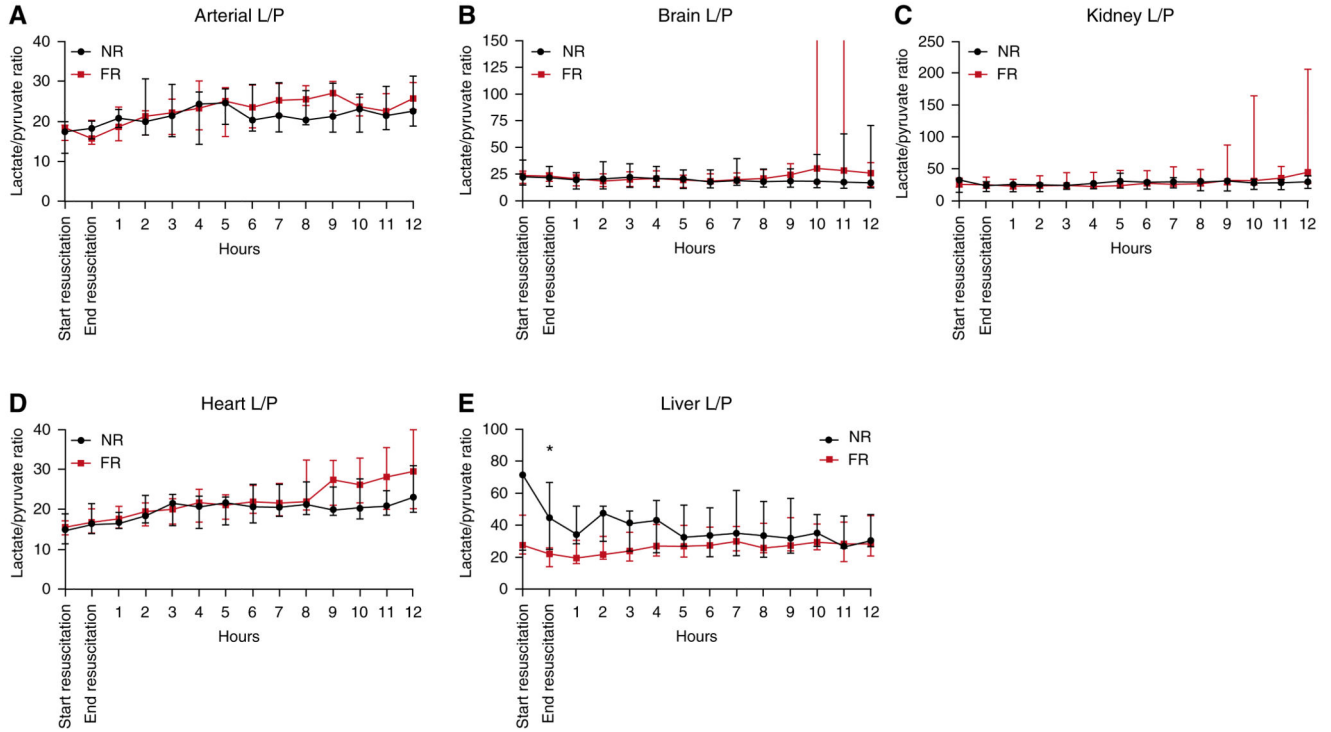 A
Arterial L/P
Lactate/pyruvate ratio
40
30
20
10
0
NR
FR
Start resuscitation
End resuscitation
1 2 3 4 5 6 7 8 9 10 11 12
Hours
B
Brain L/P
Lactate/pyruvate ratio
150
125
100
75
50
25
0
NR
FR
Start resuscitation
End resuscitation
1 2 3 4 5 6 7 8 9 10 11 12
Hours
C
Kidney L/P
Lactate/pyruvate ratio
250
200
150
100
50
0
NR
FR
Start resuscitation
End resuscitation
1 2 3 4 5 6 7 8 9 10 11 12
Hours
D
Heart L/P
Lactate/pyruvate ratio
40
30
20
10
0
NR
FR
Start resuscitation
End resuscitation
1 2 3 4 5 6 7 8 9 10 11 12
Hours
E
Liver L/P
Lactate/pyruvate ratio
100
80
60
40
20
0
*
NR
FR
Start resuscitation
End resuscitation
1 2 3 4 5 6 7 8 9 10 11 12
Hours